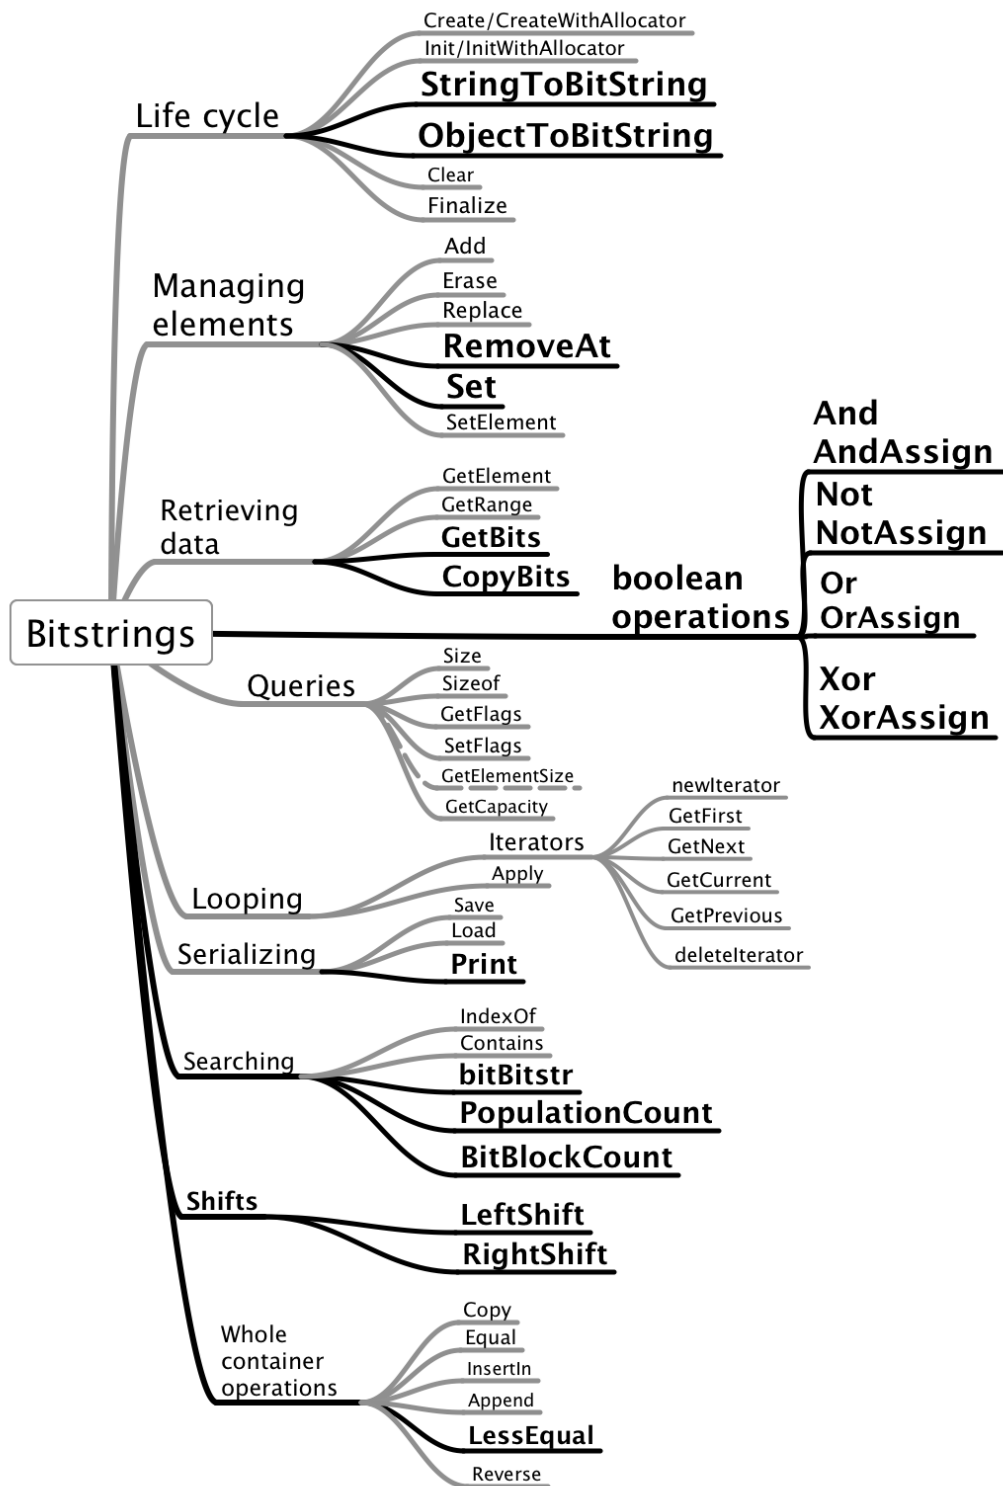 Create/CreateWithAllocator
Init/InitWithAllocator
StringToBitString
Life cycle
ObjectToBitString
Clear
Finalize
Add
Managing
elements
Erase
Replace
RemoveAt
Set
SetElement
And
AndAssign
Not
NotAssign
Or
OrAssign
Xor
XorAssign
boolean
operations
Retrieving
data
GetElement
GetRange
GetBits
CopyBits
Bitstrings
Queries
Size
Sizeof
GetFlags
SetFlags
GetElementSize
GetCapacity
Looping
Iterators
Apply
newIterator
GetFirst
GetNext
GetCurrent
GetPrevious
deleteIterator
Serializing
Save
Load
Print
Searching
IndexOf
Contains
bitBitstr
PopulationCount
BitBlockCount
Shifts
LeftShift
RightShift
Whole
container
operations
Copy
Equal
InsertIn
Append
LessEqual
Reverse